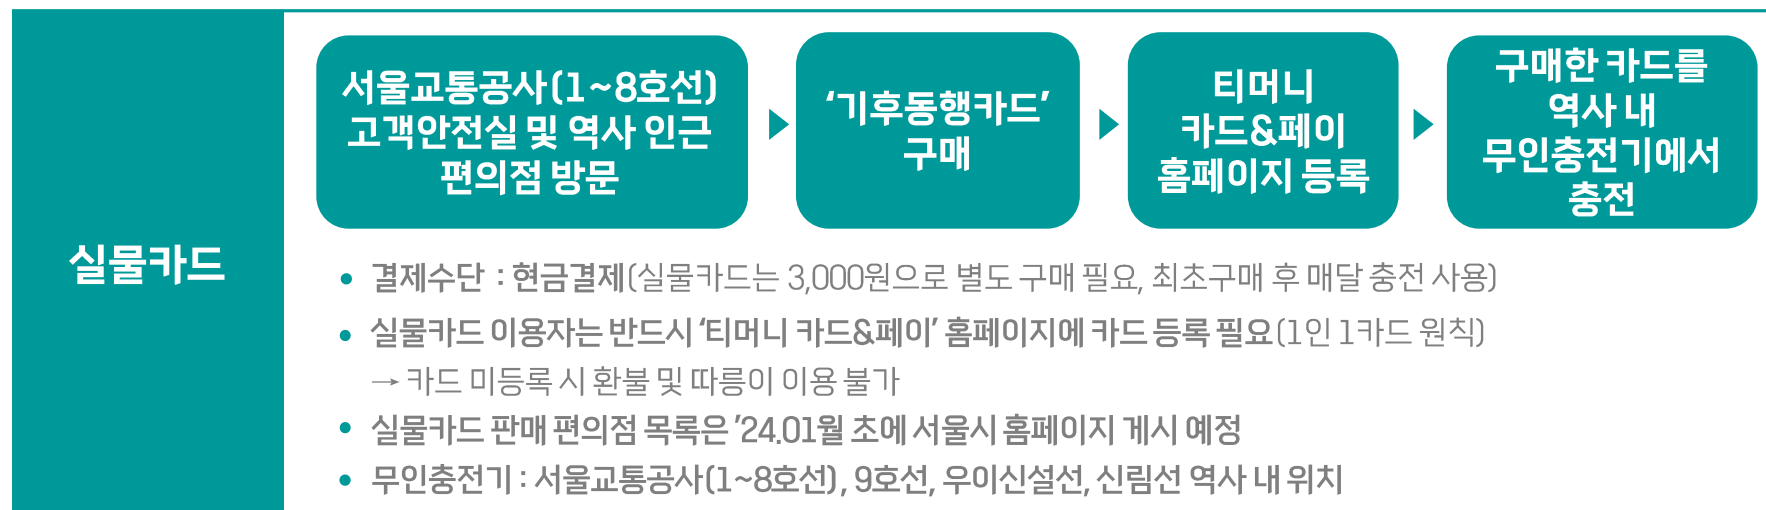 실물카드
서울교통공사(1~8호선)
고객안전실 및 역사 인근
편의점 방문
‘기후동행카드’
구매
티머니
카드&페이
홈페이지 등록
구매한 카드를
역사 내
무인충전기에서
충전
• 결제수단 : 현금결제(실물카드는 3,000원으로 별도 구매 필요, 최초구매 후 매달 충전 사용)
• 실물카드 이용자는 반드시 ‘티머니 카드&페이’ 홈페이지에 카드 등록 필요(1인 1카드 원칙)
→ 카드 미등록 시 환불 및 따릉이 이용 불가
• 실물카드 판매 편의점 목록은 ’24.01월 초에 서울시 홈페이지 게시 예정
• 무인충전기 : 서울교통공사(1~8호선), 9호선, 우이신설선, 신림선 역사 내 위치